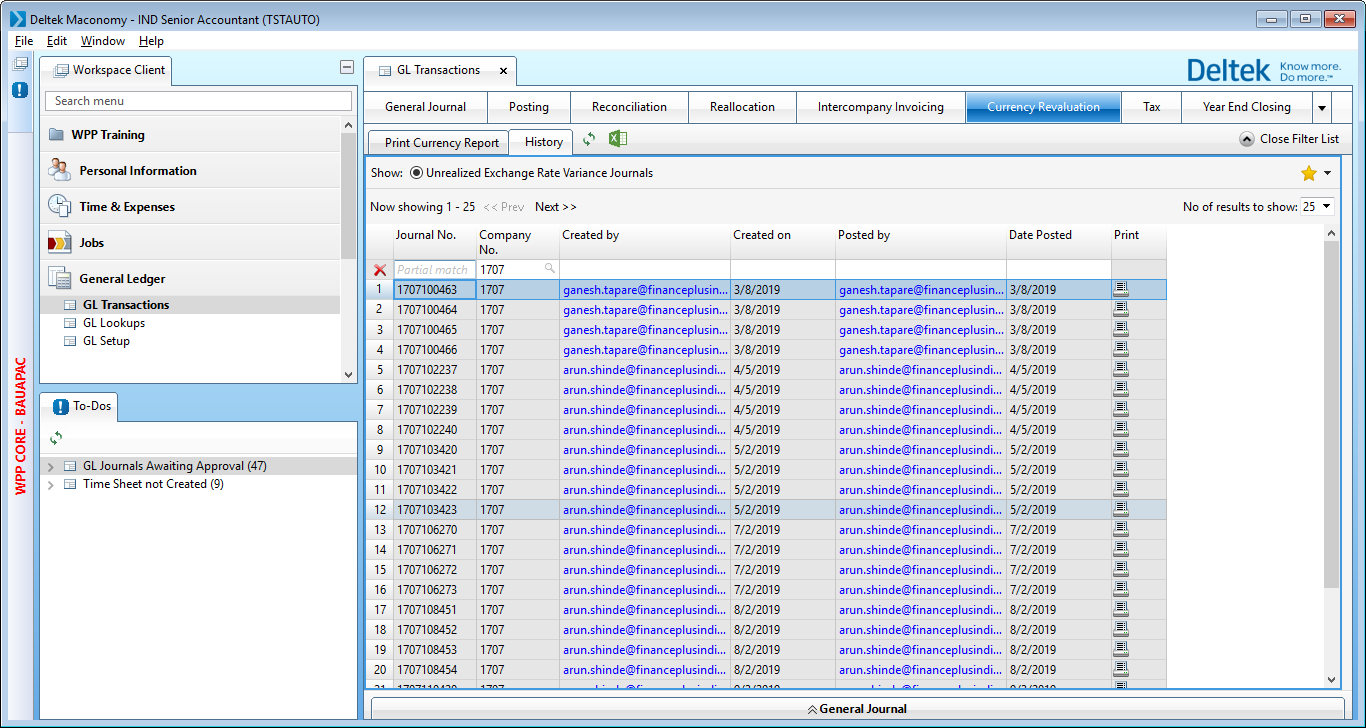 Deltek Maconomy - IND Senior Accountant (TSTAUTO)
File Edit Window Help
WPP CORE - BAUAPAC
Workspace Client
Search menu
WPP Training
Personal Information
Time & Expenses
Jobs
General Ledger
GL Transactions
GL Lookups
GL Setup
To-Dos
GL Journals Awaiting Approval (47)
Time Sheet not Created (9)
GL Transactions
Deltek Know more.
Do more.™
General Journal Posting Reconciliation Reallocation Intercompany Invoicing Currency Revaluation Tax Year End Closing
Print Currency Report History Close Filter List
Show: Unrealized Exchange Rate Variance Journals
Now showing 1 - 25 << Prev Next >> No of results to show: 25
Journal No. Company No. Created by Created on Posted by Date Posted Print
Partial match 1707
1 1707100463 1707 ganesh.tapare@financeplusin... 3/8/2019 ganesh.tapare@financeplusin... 3/8/2019
2 1707100464 1707 ganesh.tapare@financeplusin... 3/8/2019 ganesh.tapare@financeplusin... 3/8/2019
3 1707100465 1707 ganesh.tapare@financeplusin... 3/8/2019 ganesh.tapare@financeplusin... 3/8/2019
4 1707100466 1707 ganesh.tapare@financeplusin... 3/8/2019 ganesh.tapare@financeplusin... 3/8/2019
5 1707102237 1707 arun.shinde@financeplusindi... 4/5/2019 arun.shinde@financeplusindi... 4/5/2019
6 1707102238 1707 arun.shinde@financeplusindi... 4/5/2019 arun.shinde@financeplusindi... 4/5/2019
7 1707102239 1707 arun.shinde@financeplusindi... 4/5/2019 arun.shinde@financeplusindi... 4/5/2019
8 1707102240 1707 arun.shinde@financeplusindi... 4/5/2019 arun.shinde@financeplusindi... 4/5/2019
9 1707103420 1707 arun.shinde@financeplusindi... 5/2/2019 arun.shinde@financeplusindi... 5/2/2019
10 1707103421 1707 arun.shinde@financeplusindi... 5/2/2019 arun.shinde@financeplusindi... 5/2/2019
11 1707103422 1707 arun.shinde@financeplusindi... 5/2/2019 arun.shinde@financeplusindi... 5/2/2019
12 1707103423 1707 arun.shinde@financeplusindi... 5/2/2019 arun.shinde@financeplusindi... 5/2/2019
13 1707106270 1707 arun.shinde@financeplusindi... 7/2/2019 arun.shinde@financeplusindi... 7/2/2019
14 1707106271 1707 arun.shinde@financeplusindi... 7/2/2019 arun.shinde@financeplusindi... 7/2/2019
15 1707106272 1707 arun.shinde@financeplusindi... 7/2/2019 arun.shinde@financeplusindi... 7/2/2019
16 1707106273 1707 arun.shinde@financeplusindi... 7/2/2019 arun.shinde@financeplusindi... 7/2/2019
17 1707108451 1707 arun.shinde@financeplusindi... 8/2/2019 arun.shinde@financeplusindi... 8/2/2019
18 1707108452 1707 arun.shinde@financeplusindi... 8/2/2019 arun.shinde@financeplusindi... 8/2/2019
19 1707108453 1707 arun.shinde@financeplusindi... 8/2/2019 arun.shinde@financeplusindi... 8/2/2019
20 1707108454 1707 arun.shinde@financeplusindi... 8/2/2019 arun.shinde@financeplusindi... 8/2/2019
General Journal